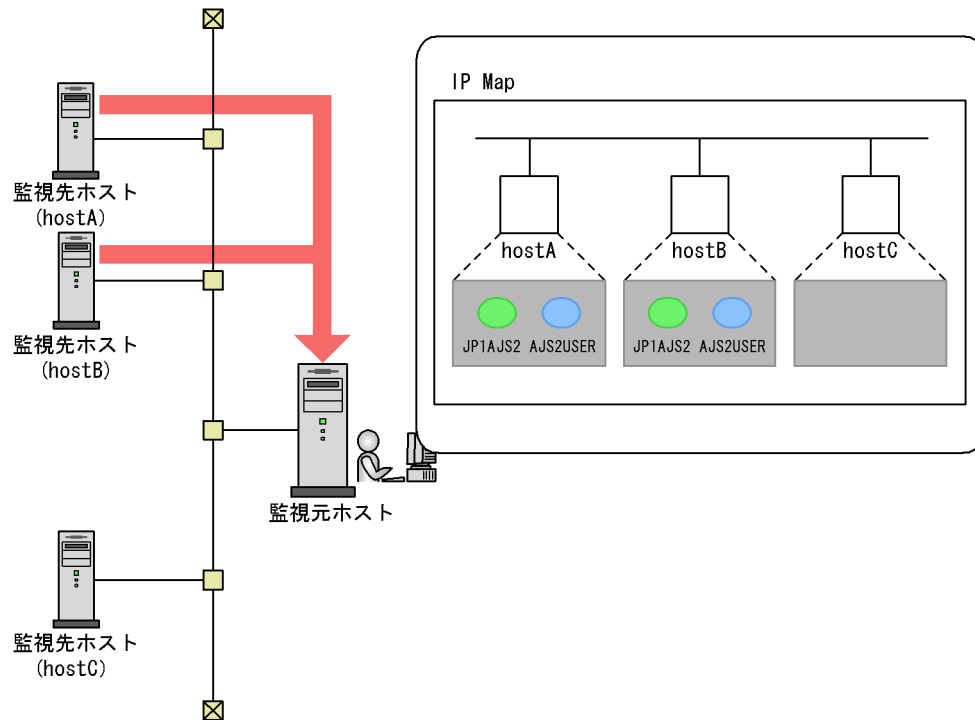 IP Map
hostA
hostB
hostC
JP1AJS2 AJS2USER
JP1AJS2 AJS2USER
監視先ホスト
(hostA)
監視先ホスト
(hostB)
監視元ホスト
監視先ホスト
(hostC)